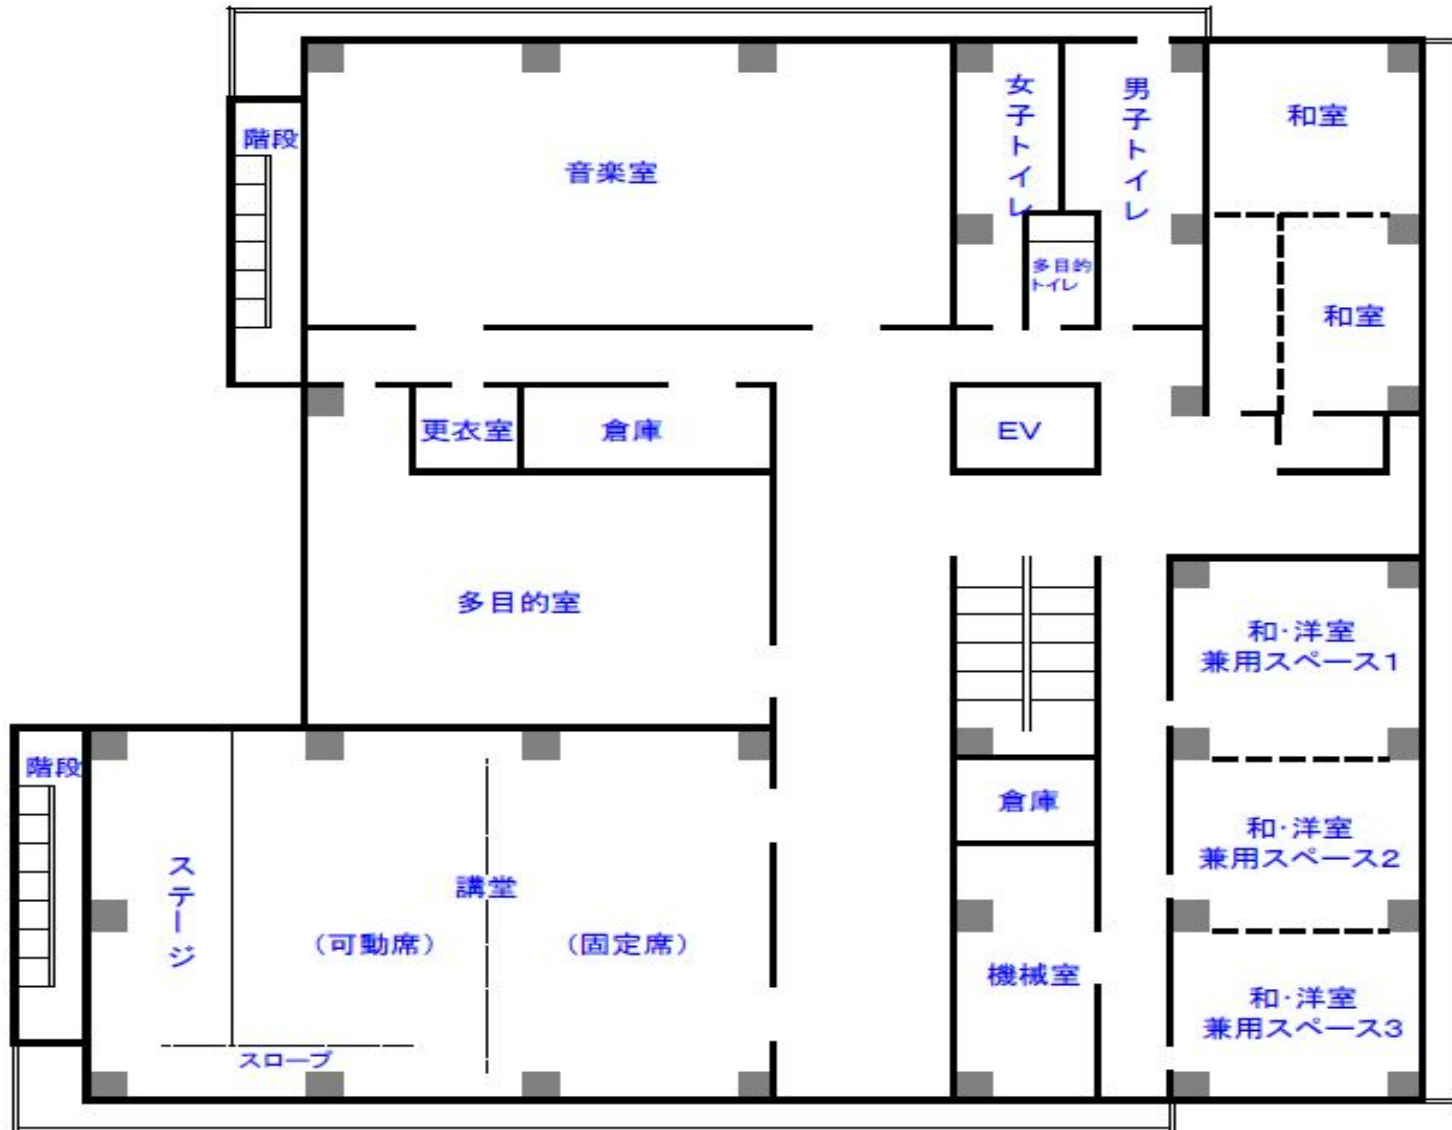 階段
音楽室
女子トイレ
男子トイレ
多目的
トイレ
和室
和室
更衣室
倉庫
EV
多目的室
和・洋室
兼用スペース1
階段
ステージ
講堂
(可動席)
(固定席)
スロープ
倉庫
機械室
和・洋室
兼用スペース2
和・洋室
兼用スペース3